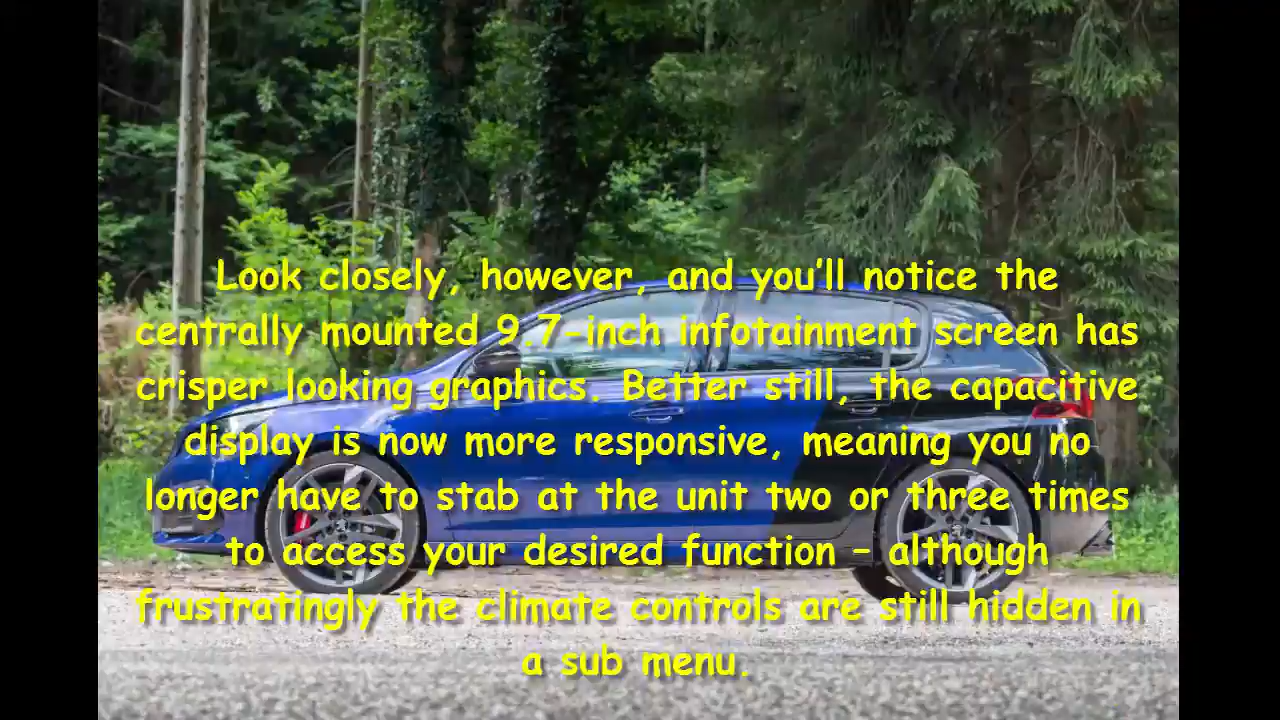 Look closely, however, and you'll notice the
centrally mounted 9.7-inch infotainment screen has
crisper looking graphics. Better still, the capacitive
display is now more responsive, meaning you no
longer have to stab at the unit two or three times
to access your desired function – although
frustratingly the climate controls are still hidden in
a sub menu.